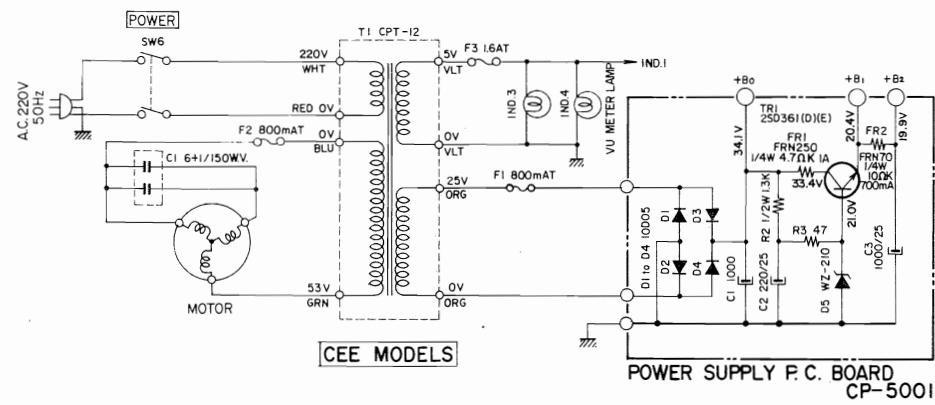 POWER
SW6
A.C. 220V
50Hz
T1 CPT-12
220V
WHT
RED 0V
0V
BLU
F2 800mAT
C1 6+1/150W.V.
MOTOR
53V
GRN
5V
VLT
F3 1.6AT
IND.1
IND.3
IND.4
VU METER LAMP
0V
VLT
25V
ORG
F1 800mAT
0V
ORG
CEE MODELS
+B0
+B1
+B2
34.1V
TR1
2SD361(D)(E)
20.4V
19.9V
FR1
FRN250
1/4W 4.7ΩK 1A
33.4V
FR2
FRN70
1/4W
10ΩK
700mA
21.0V
R2 1/2W 1.3K
R3 47
D1
D3
D2
D4
D1 to D4 10D05
C1 1000
C2 220/25
D5 WZ-210
C3
1000/25
POWER SUPPLY P.C. BOARD
CP-5001